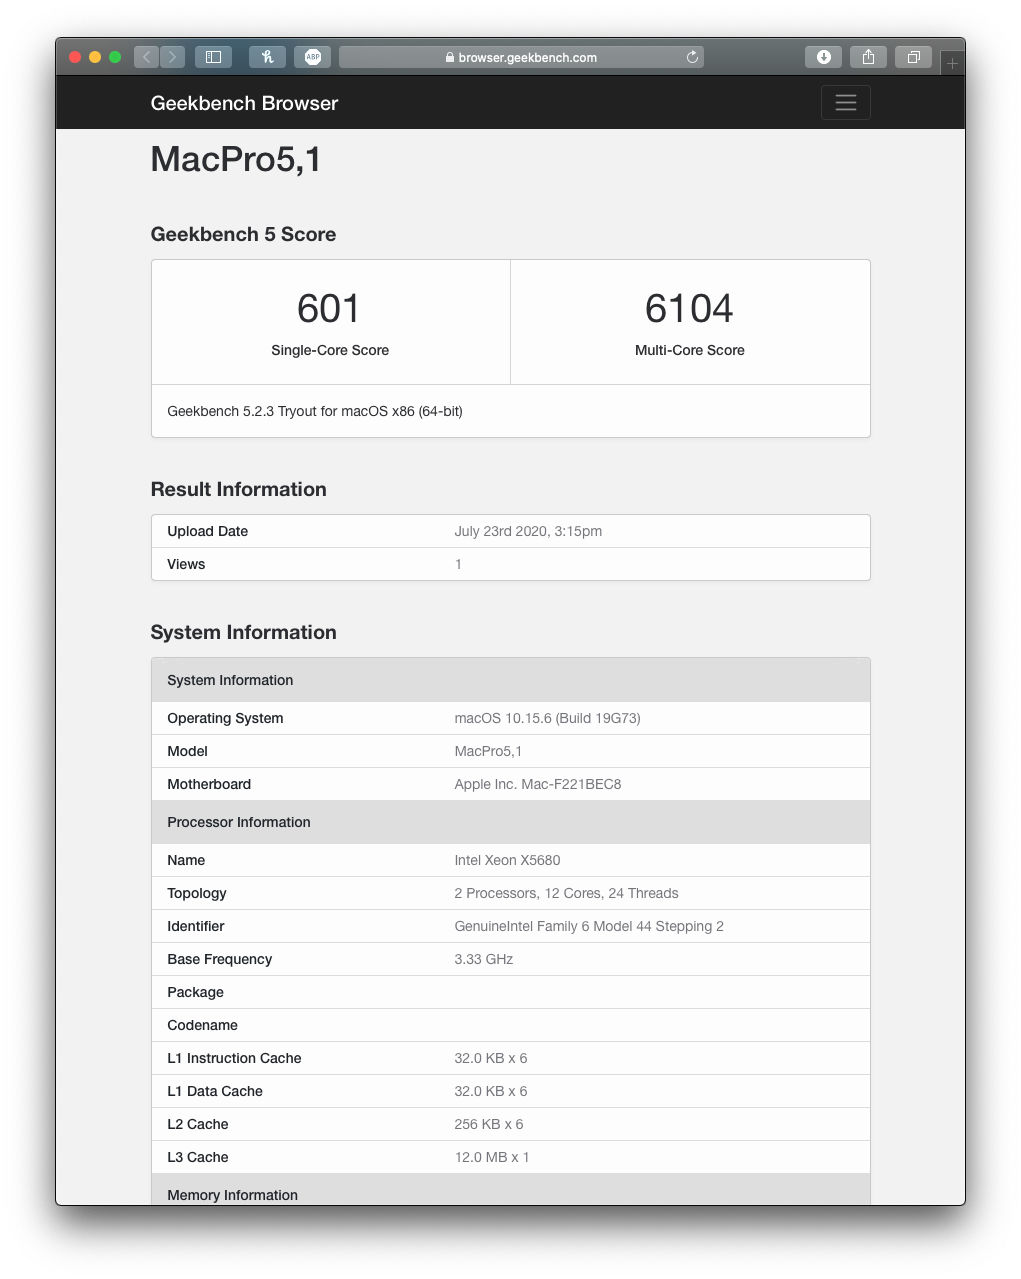 ABP
browser.geekbench.com
Geekbench Browser
MacPro5,1
Geekbench 5 Score
601
Single-Core Score
6104
Multi-Core Score
Geekbench 5.2.3 Tryout for macOS x86 (64-bit)
Result Information
Upload Date July 23rd 2020, 3:15pm
Views 1
System Information
System Information
Operating System macOS 10.15.6 (Build 19G73)
Model MacPro5,1
Motherboard Apple Inc. Mac-F221BEC8
Processor Information
Name Intel Xeon X5680
Topology 2 Processors, 12 Cores, 24 Threads
Identifier GenuineIntel Family 6 Model 44 Stepping 2
Base Frequency 3.33 GHz
Package
Codename
L1 Instruction Cache 32.0 KB x 6
L1 Data Cache 32.0 KB x 6
L2 Cache 256 KB x 6
L3 Cache 12.0 MB x 1
Memory Information